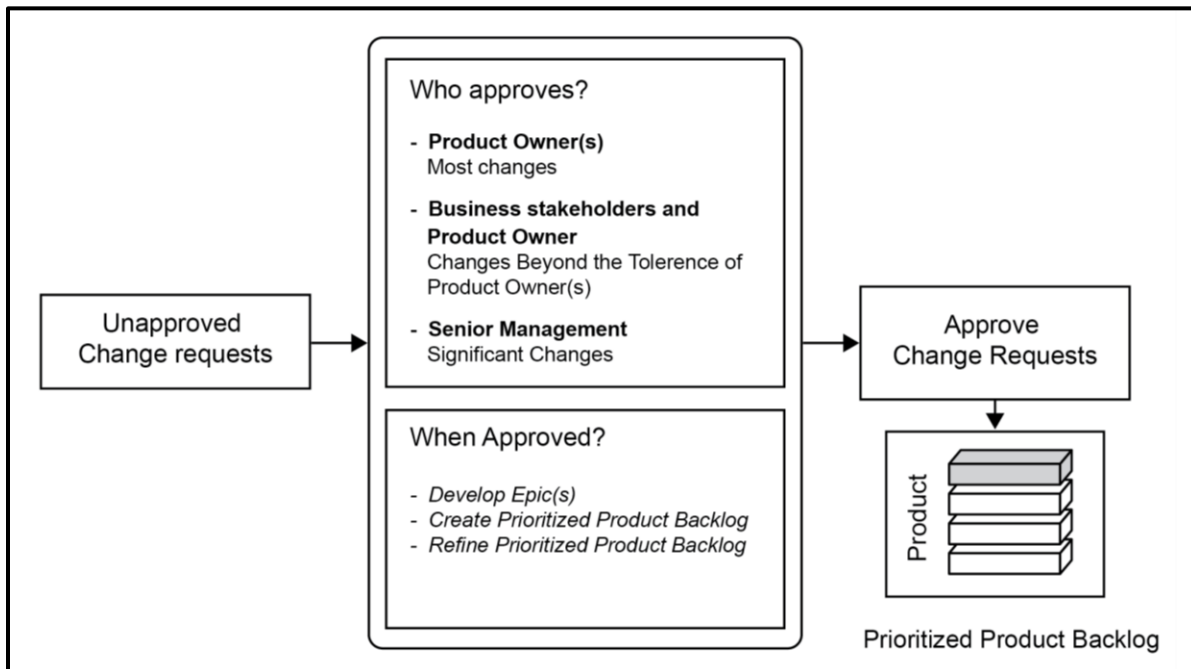 Unapproved
Change requests
Who approves?
- Product Owner(s)
Most changes
- Business stakeholders and
Product Owner
Changes Beyond the Tolerence of
Product Owner(s)
- Senior Management
Significant Changes
When Approved?
- Develop Epic(s)
- Create Prioritized Product Backlog
- Refine Prioritized Product Backlog
Approve
Change Requests
Product
Prioritized Product Backlog